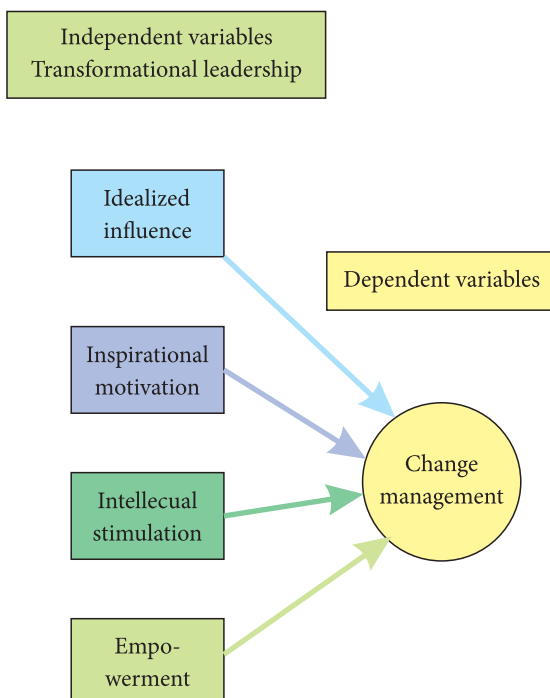 Independent variables
Transformational leadership
Idealized
influence
Dependent variables
Inspirational
motivation
Change
management
Intellecual
stimulation
Empo-
werment